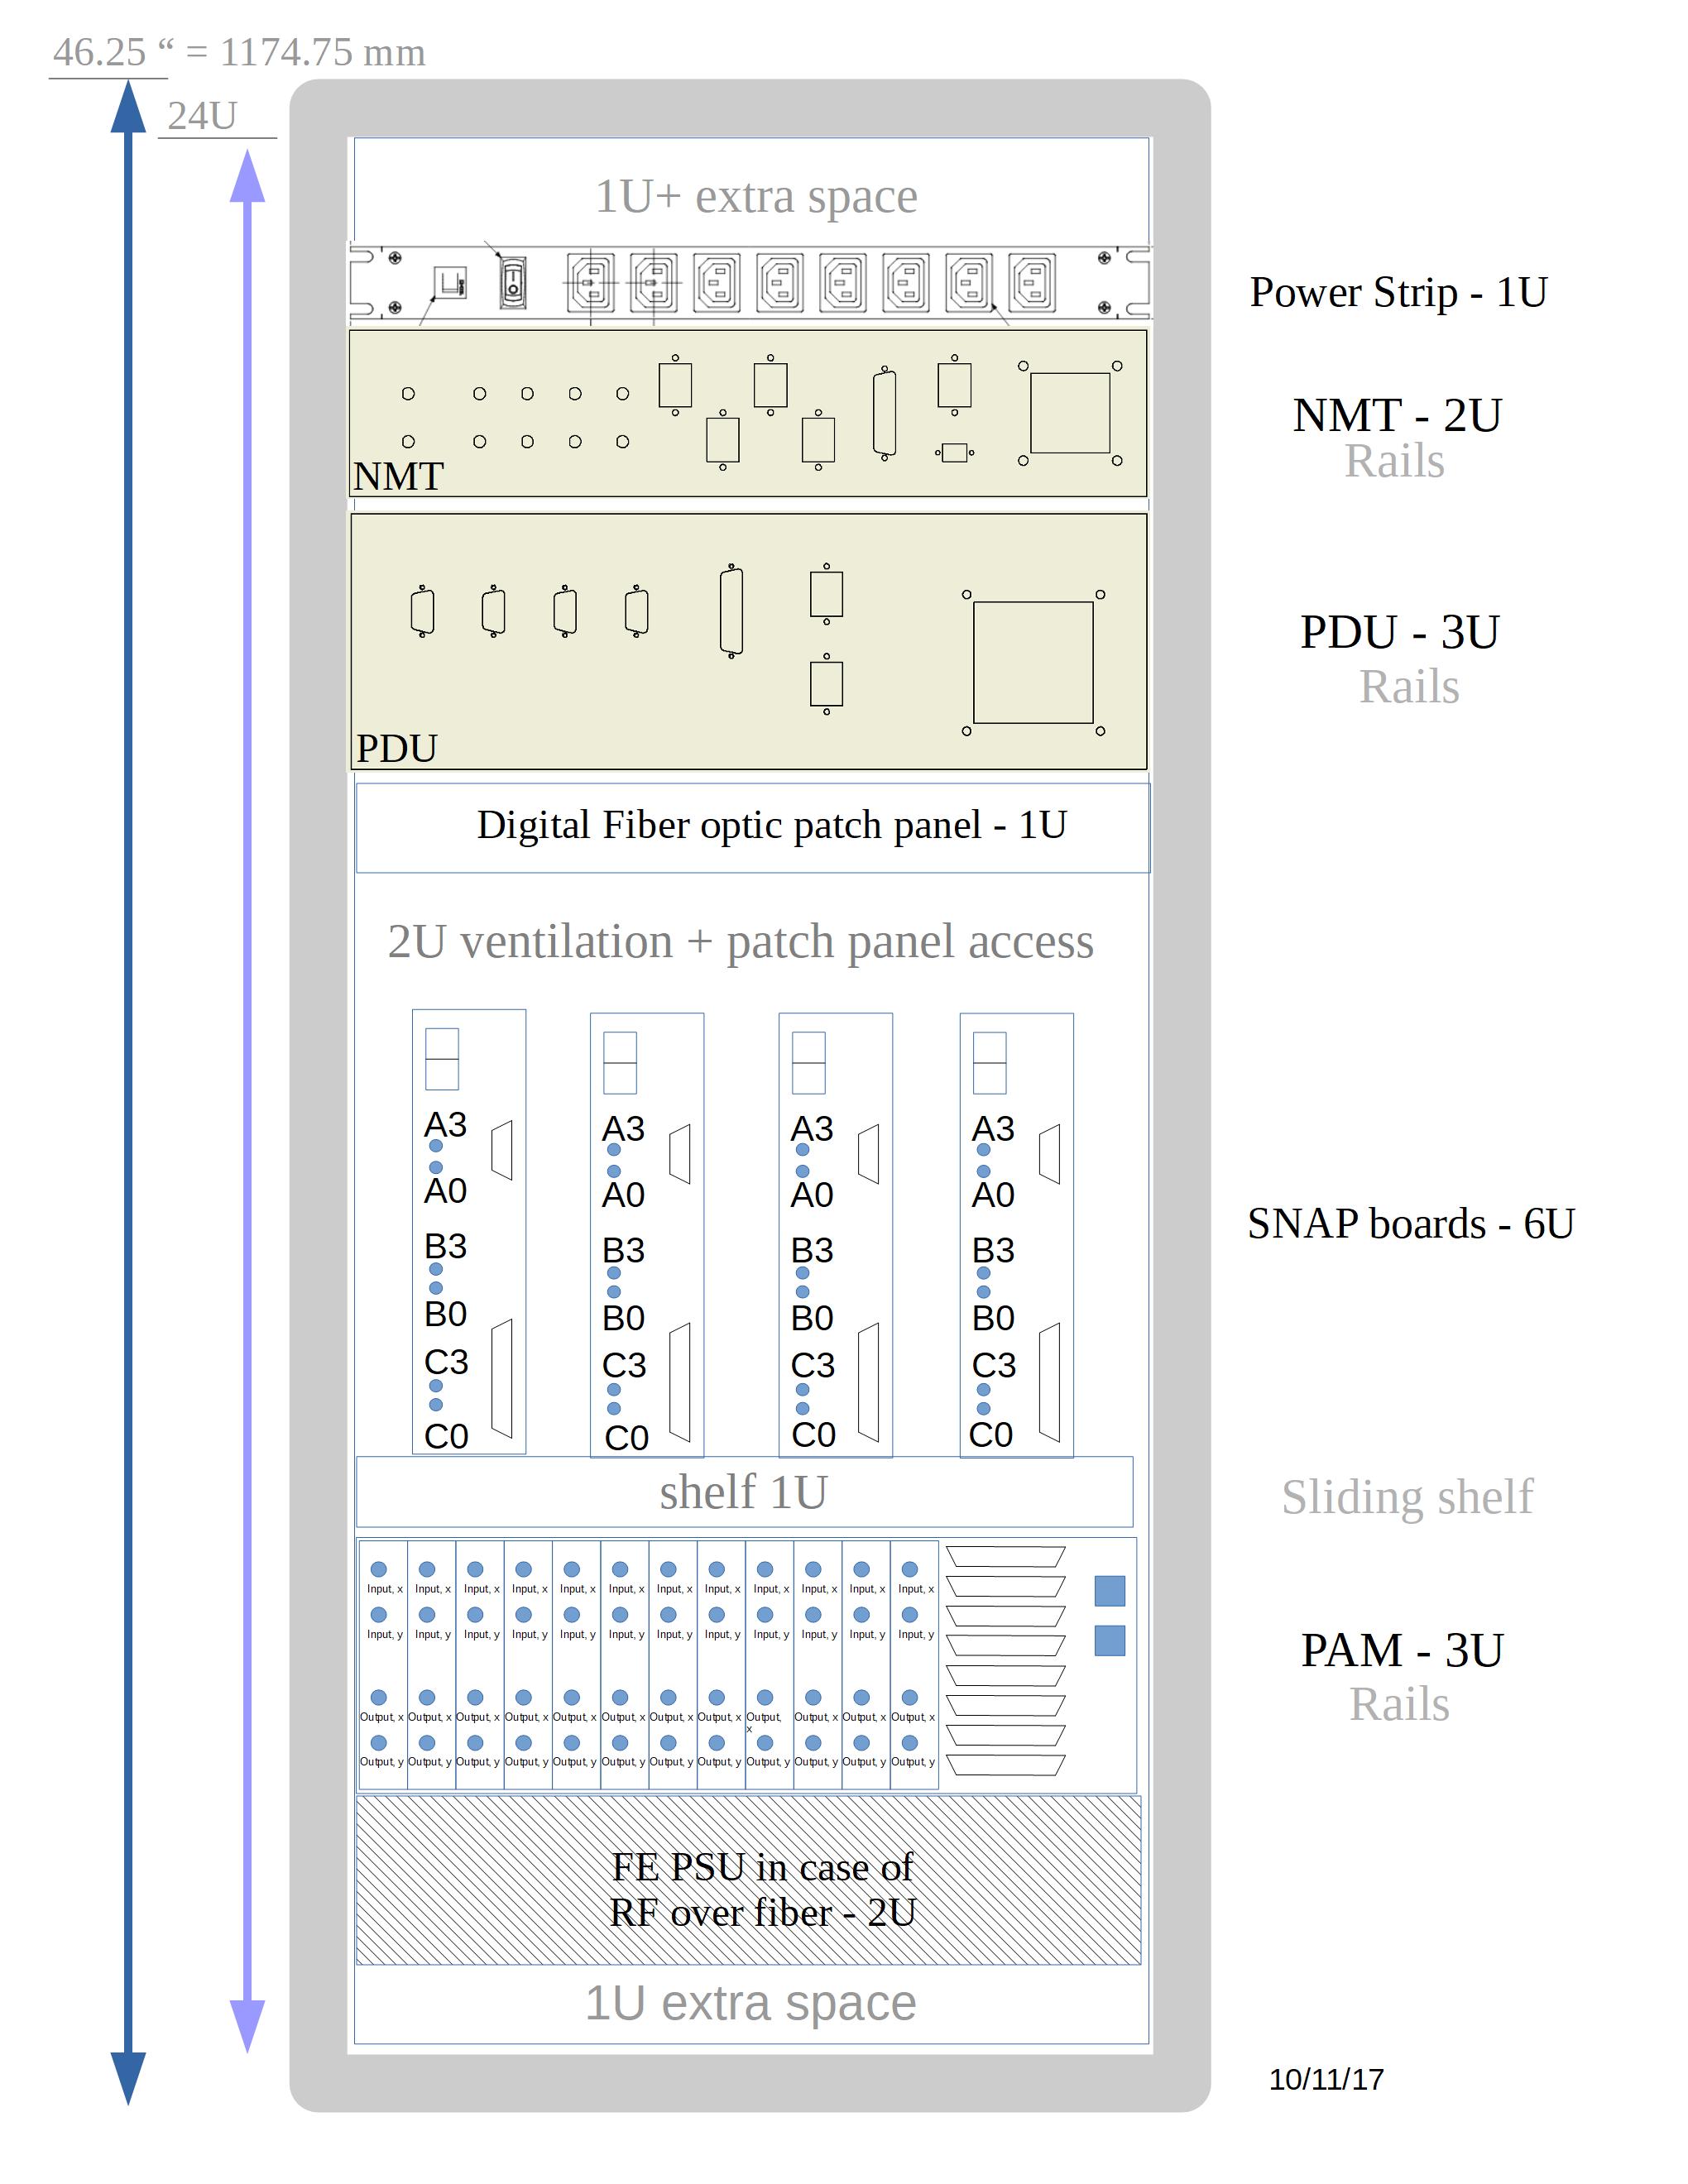 46.25 “ = 1174.75 mm
24U
1U+ extra space
Power Strip - 1U
NMT - 2U
Rails
NMT
PDU - 3U
Rails
PDU
Digital Fiber optic patch panel - 1U
2U ventilation + patch panel access
A3 A3 A3 A3
A0 A0 A0 A0
SNAP boards - 6U
B3 B3 B3 B3
B0 B0 B0 B0
C3 C3 C3 C3
C0 C0 C0 C0
shelf 1U
Sliding shelf
Input, x Input, x Input, x Input, x Input, x Input, x Input, x Input, x Input, x Input, x Input, x Input, x
Input, y Input, y Input, y Input, y Input, y Input, y Input, y Input, y Input, y Input, y Input, y Input, y
PAM - 3U
Rails
Output, x Output, x Output, x Output, x Output, x Output, x Output, x Output, x Output, x Output, x Output, x Output, x
Output, y Output, y Output, y Output, y Output, y Output, y Output, y Output, y Output, y Output, y Output, y Output, y
FE PSU in case of
RF over fiber - 2U
1U extra space
10/11/17